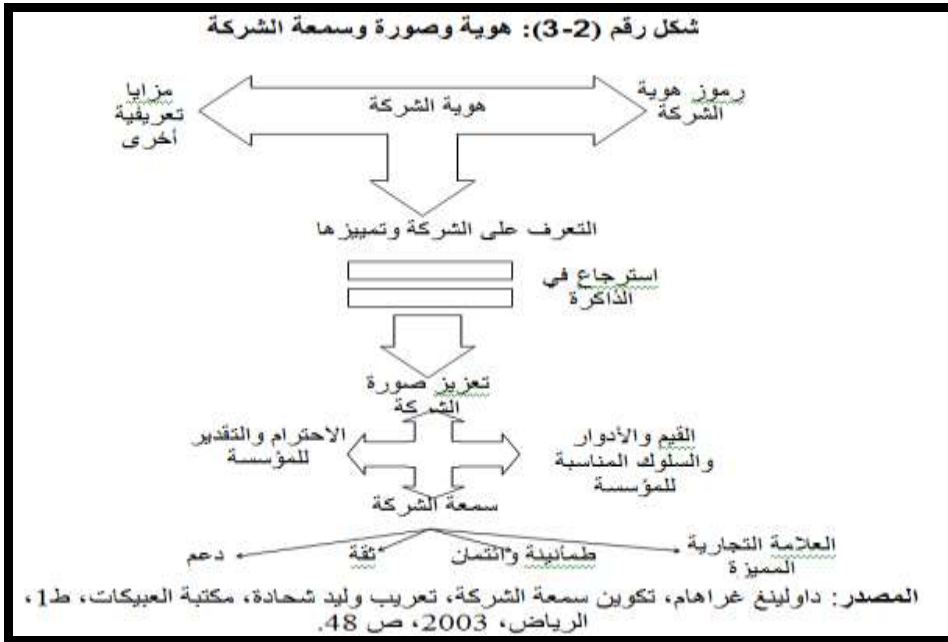 شكل رقم (2-3): هوية وصورة وسمعة الشركة
رموز هوية
الشركة
هوية الشركة
مزايا
تعريفية
أخرى
التعرف على الشركة وتمييزها
استرجاع في
الذاكرة
تعزيز صورة
الشركة
القيم والأدوار
والسلوك المناسبة
للمؤسسة
الاحترام والتقدير
للمؤسسة
سمعة الشركة
العلامة التجارية
المميزة
طمأنينة وائتمان
ثقة
دعم
المصدر: داولينغ غراهام، تكوين سمعة الشركة، تعريب وليد شحادة، مكتبة العبيكات، ط1،
الرياض، 2003، ص 48.